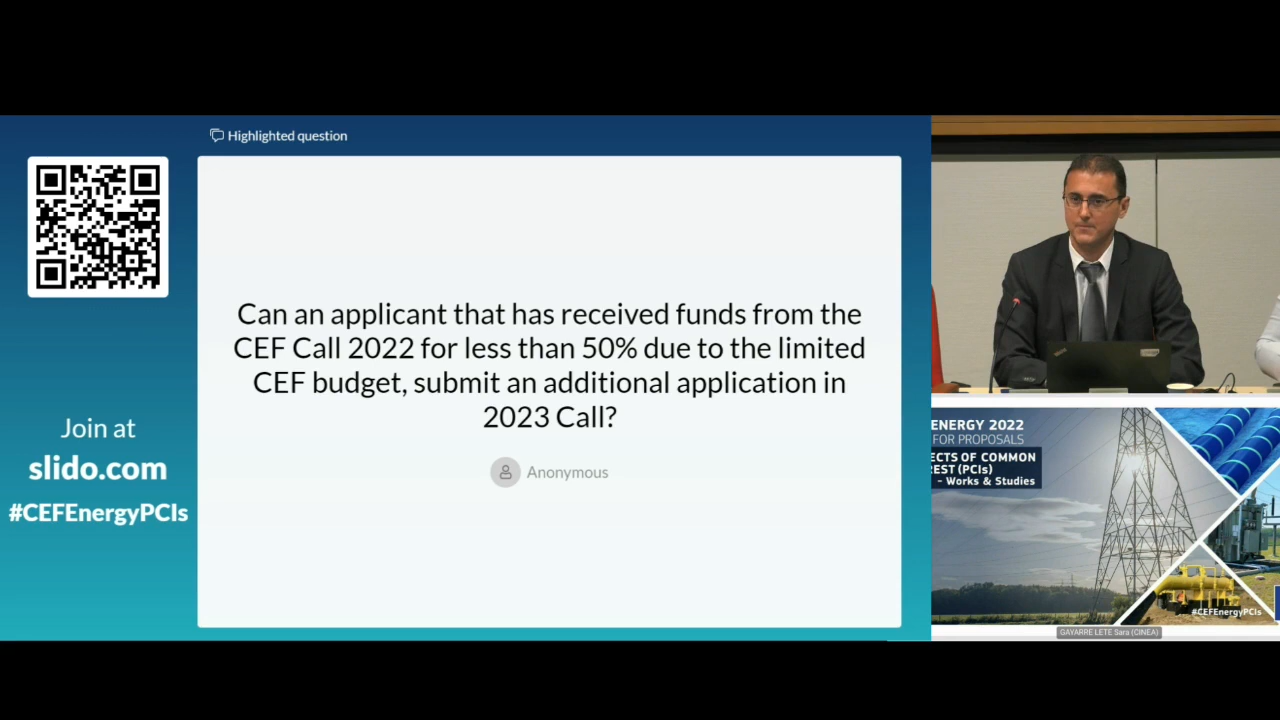 Highlighted question
Can an applicant that has received funds from the
CEF Call 2022 for less than 50% due to the limited
CEF budget, submit an additional application in
2023 Call?
Anonymous
Join at
slido.com
#CEFEnergyPCIs
ENERGY 2022
FOR PROPOSALS
ECTS OF COMMON
REST (PCIs)
- Works & Studies
#CEFEnergyPCIs
GAYARRE LETE Sara (CINEA)